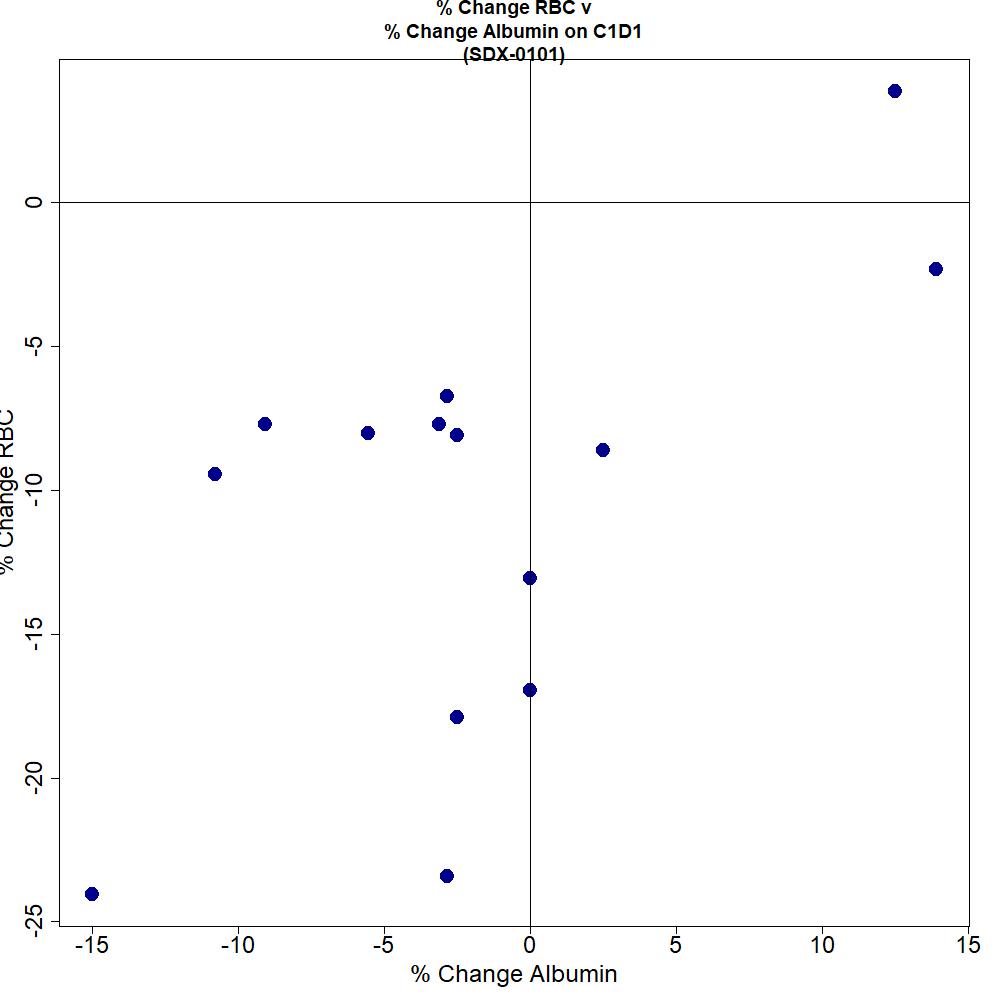 % Change RBC v
% Change Albumin on C1D1
(SDX-0101)
0
-5
-10
-15
-20
-25
% Change RBC
-15
-10
-5
0
5
10
15
% Change Albumin